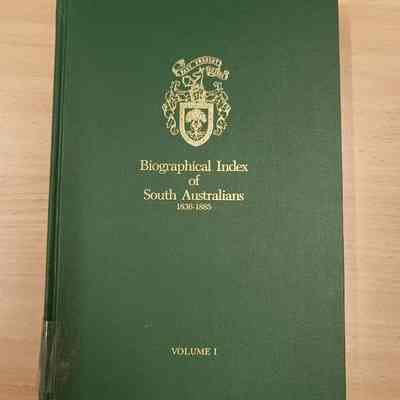 Biographical Index
of
South Australians
1836-1885
VOLUME I